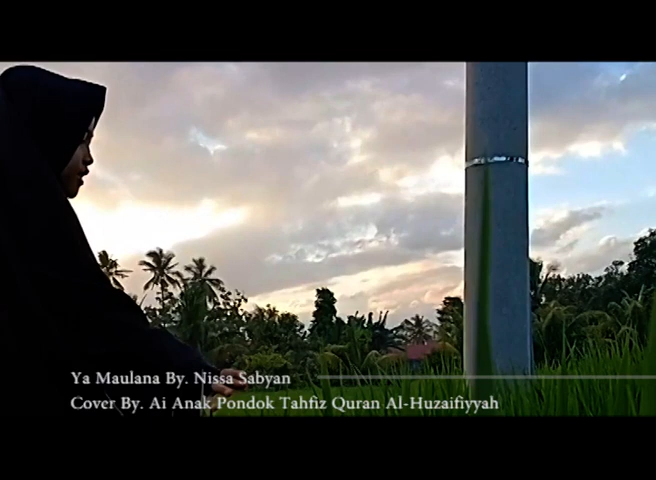 Ya Maulana By. Nissa Sabyan
Cover By. Ai Anak Pondok Tahfiz Quran Al-Huzaifiyyah